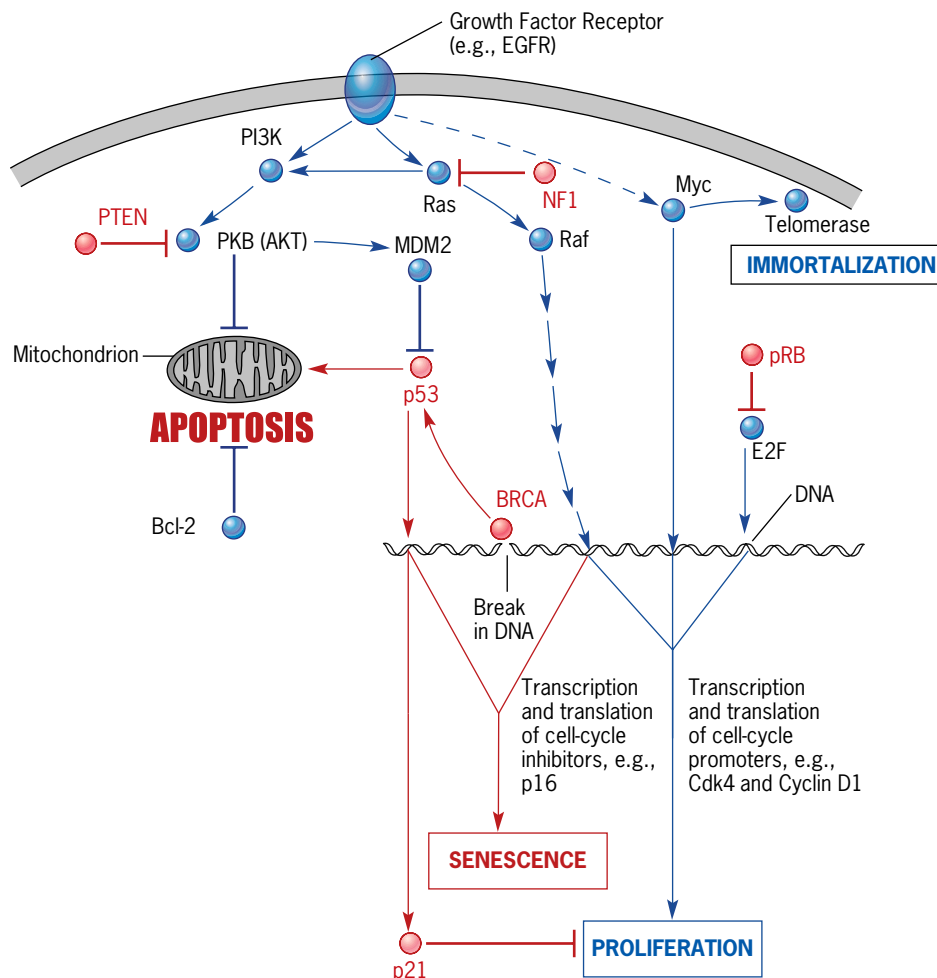 Growth Factor Receptor
(e.g., EGFR)
PI3K
Ras
NF1
Myc
Telomerase
IMMORTALIZATION
PTEN
PKB (AKT)
MDM2
Raf
Mitochondrion
p53
pRB
APOPTOSIS
E2F
Bcl-2
BRCA
DNA
Break
in DNA
Transcription
and translation
of cell-cycle
inhibitors, e.g.,
p16
Transcription
and translation
of cell-cycle
promoters, e.g.,
Cdk4 and Cyclin D1
SENESCENCE
p21
PROLIFERATION